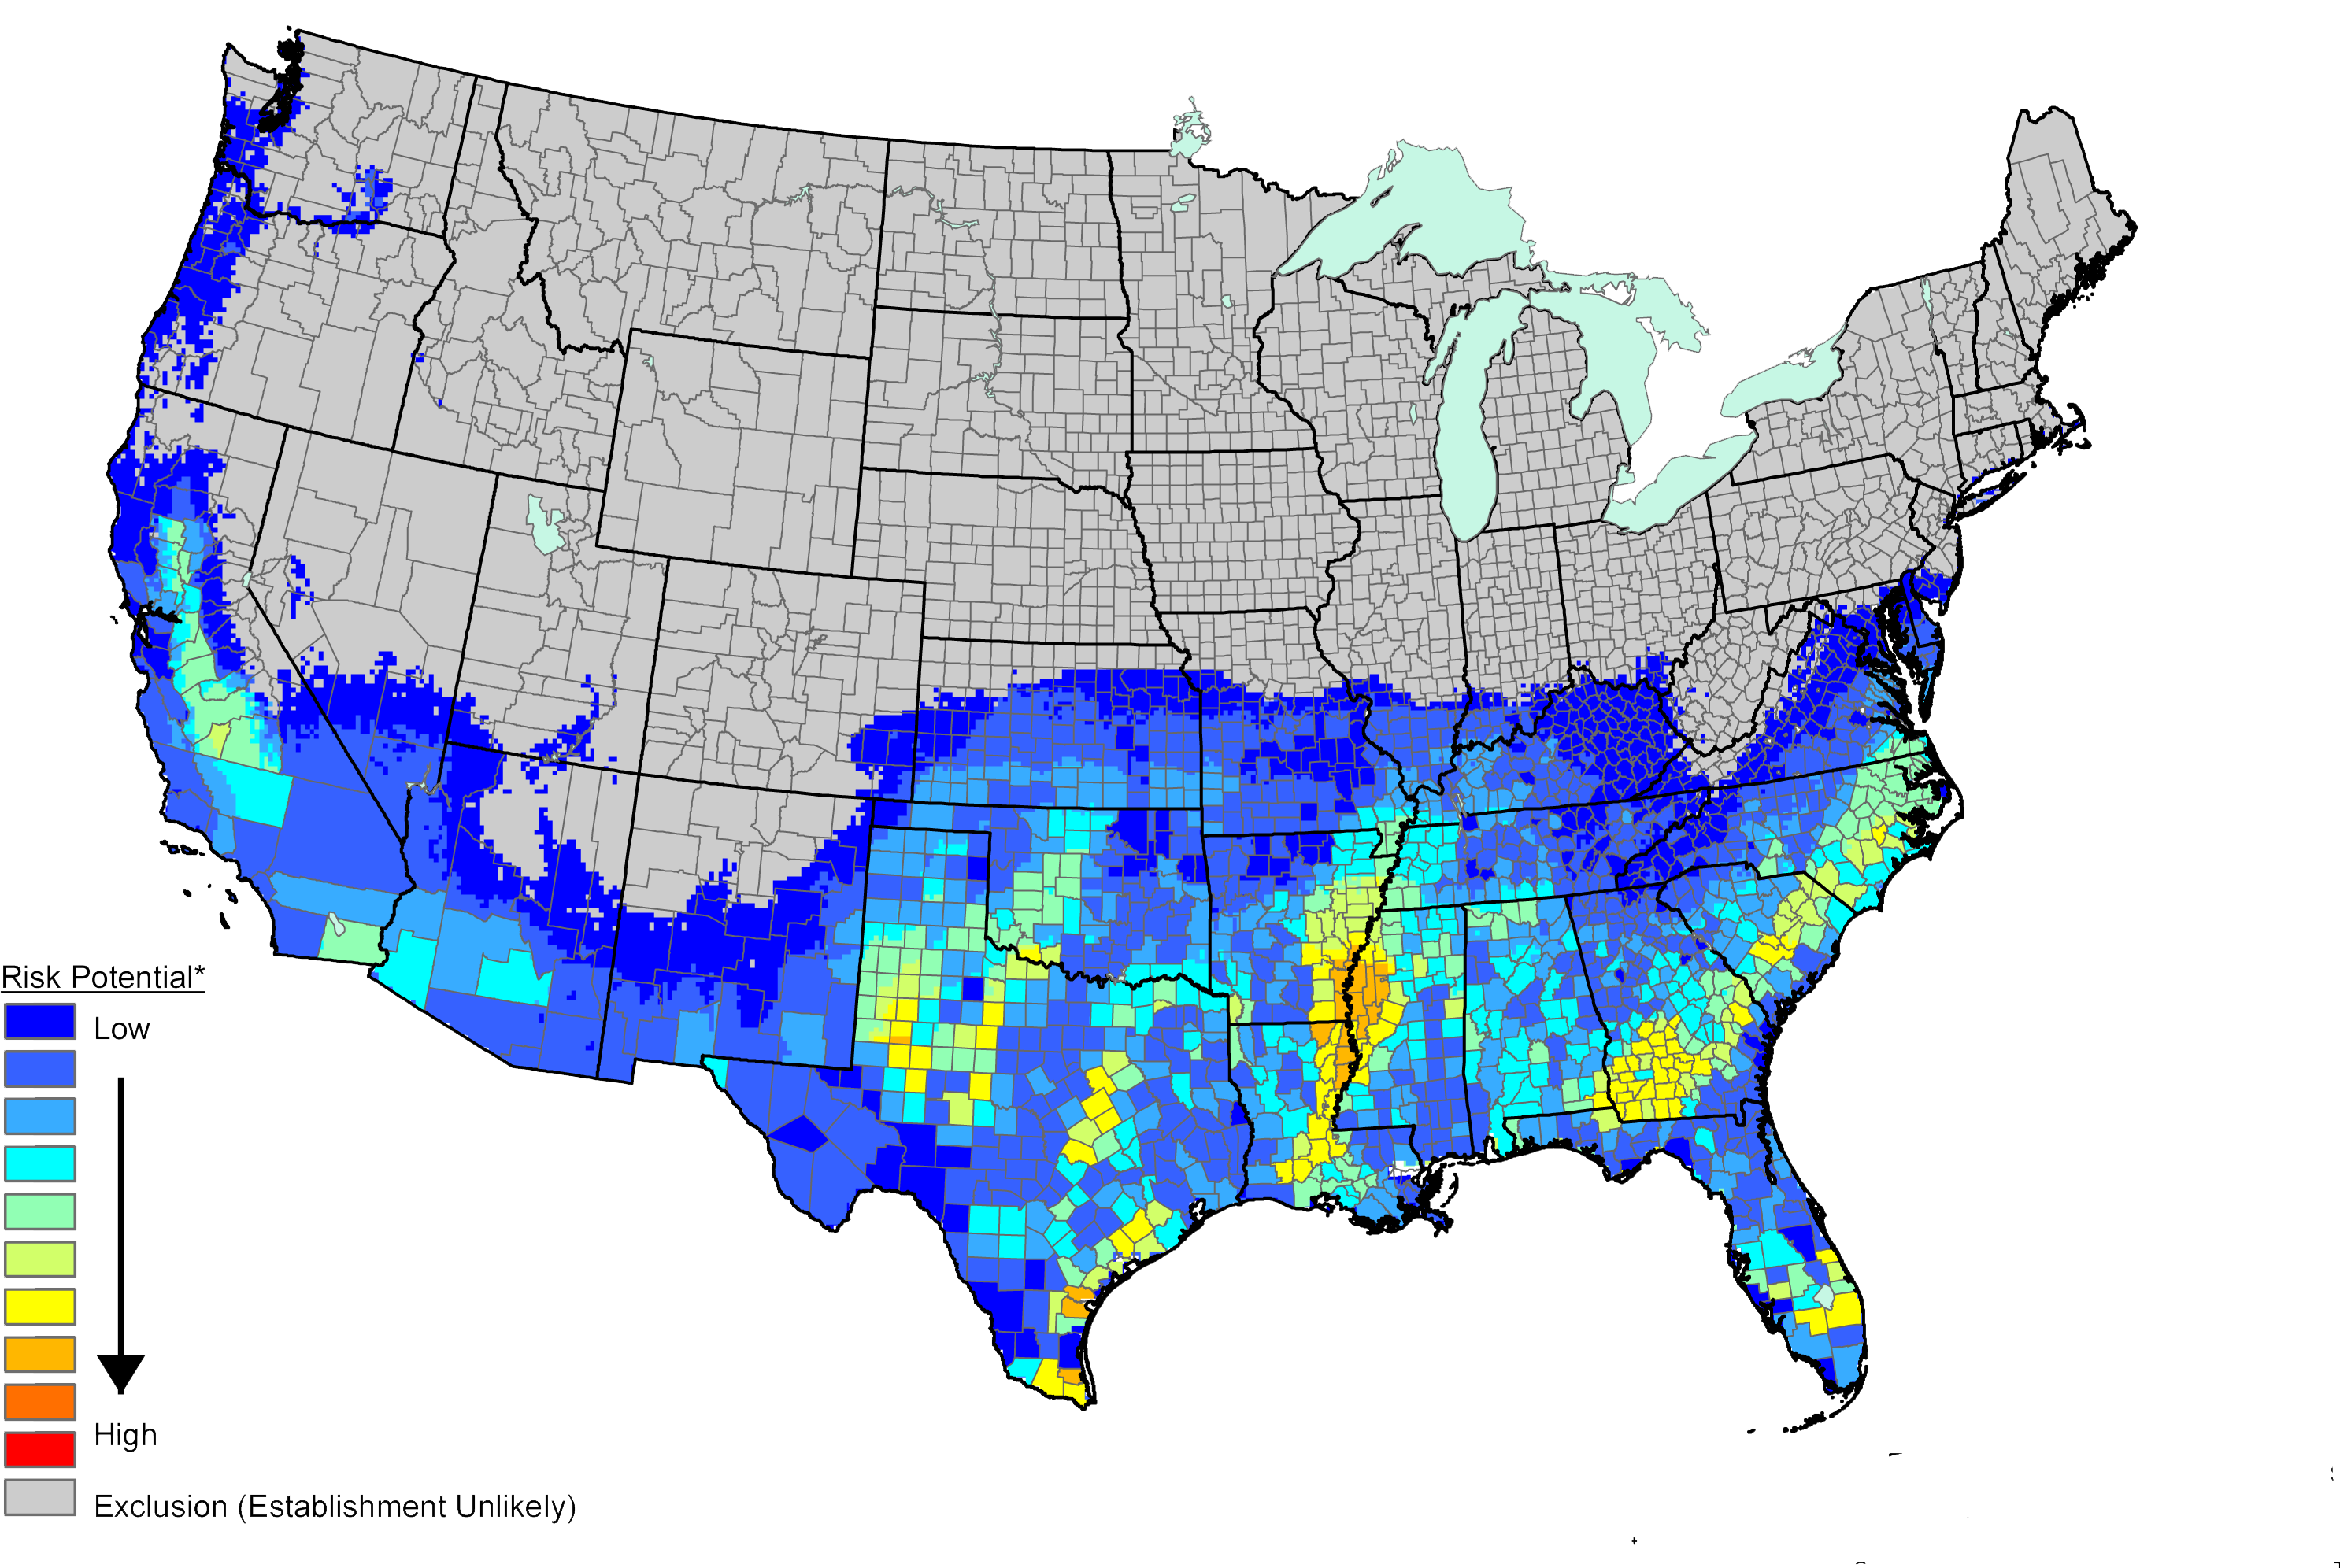 Risk Potential*
Low
High
Exclusion (Establishment Unlikely)